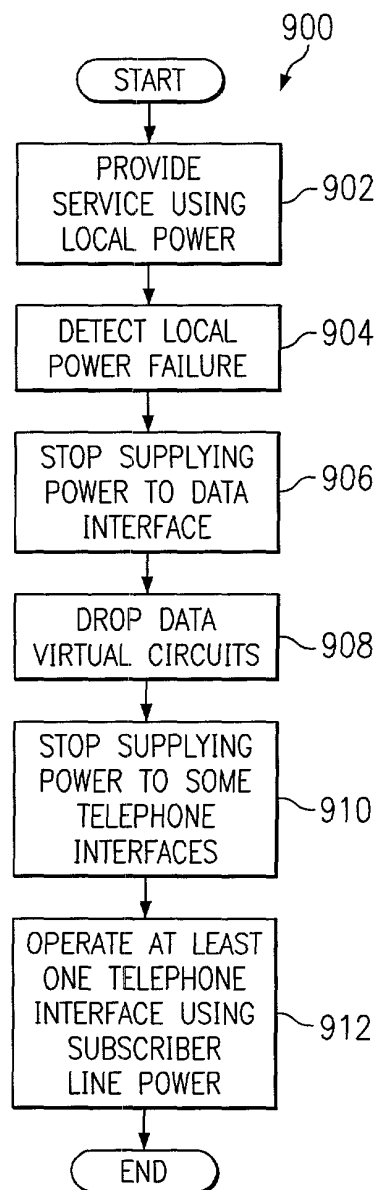 900
START
PROVIDE
SERVICE USING
LOCAL POWER
902
DETECT LOCAL
POWER FAILURE
904
STOP SUPPLYING
POWER TO DATA
INTERFACE
906
DROP DATA
VIRTUAL CIRCUITS
908
STOP SUPPLYING
POWER TO SOME
TELEPHONE
INTERFACES
910
OPERATE AT LEAST
ONE TELEPHONE
INTERFACE USING
SUBSCRIBER
LINE POWER
912
END